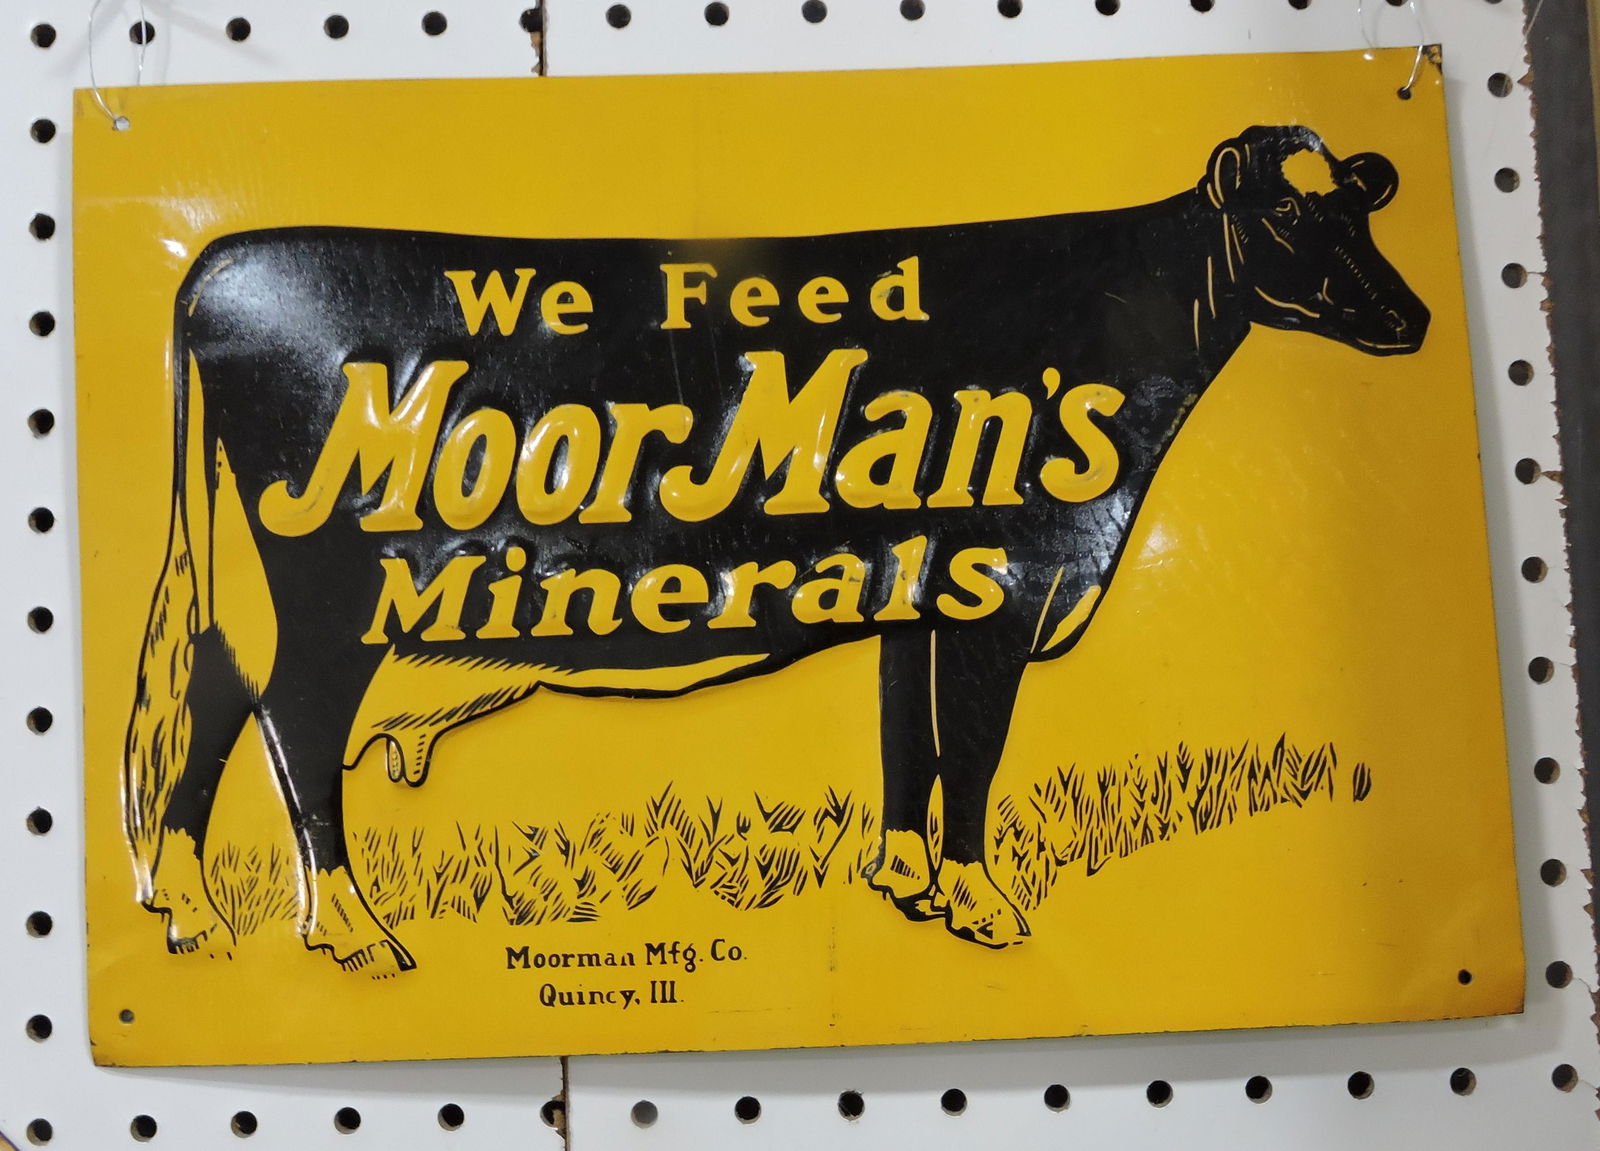 We Feed
MoorMan's
Minerals
Moorman Mfg. Co.
Quincy, Ill.